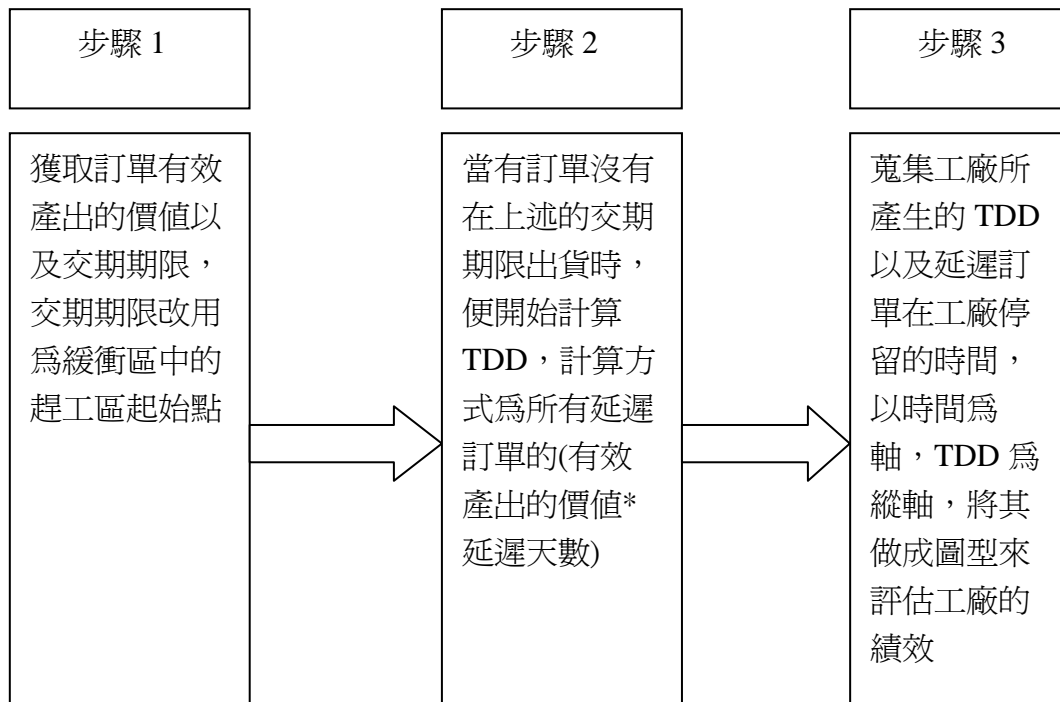 步驟 1
獲取訂單有效
產出的價值以
及交期期限，
交期期限改用
爲緩衝區中的
趕工區起始點
步驟 2
當有訂單沒有
在上述的交期
期限出貨時，
便開始計算
TDD，計算方
式爲所有延遲
訂單的(有效
產出的價值*
延遲天數)
步驟 3
蒐集工廠所
產生的 TDD
以及延遲訂
單在工廠停
留的時間，
以時間爲
軸，TDD 爲
縱軸，將其
做成圖型來
評估工廠的
績效